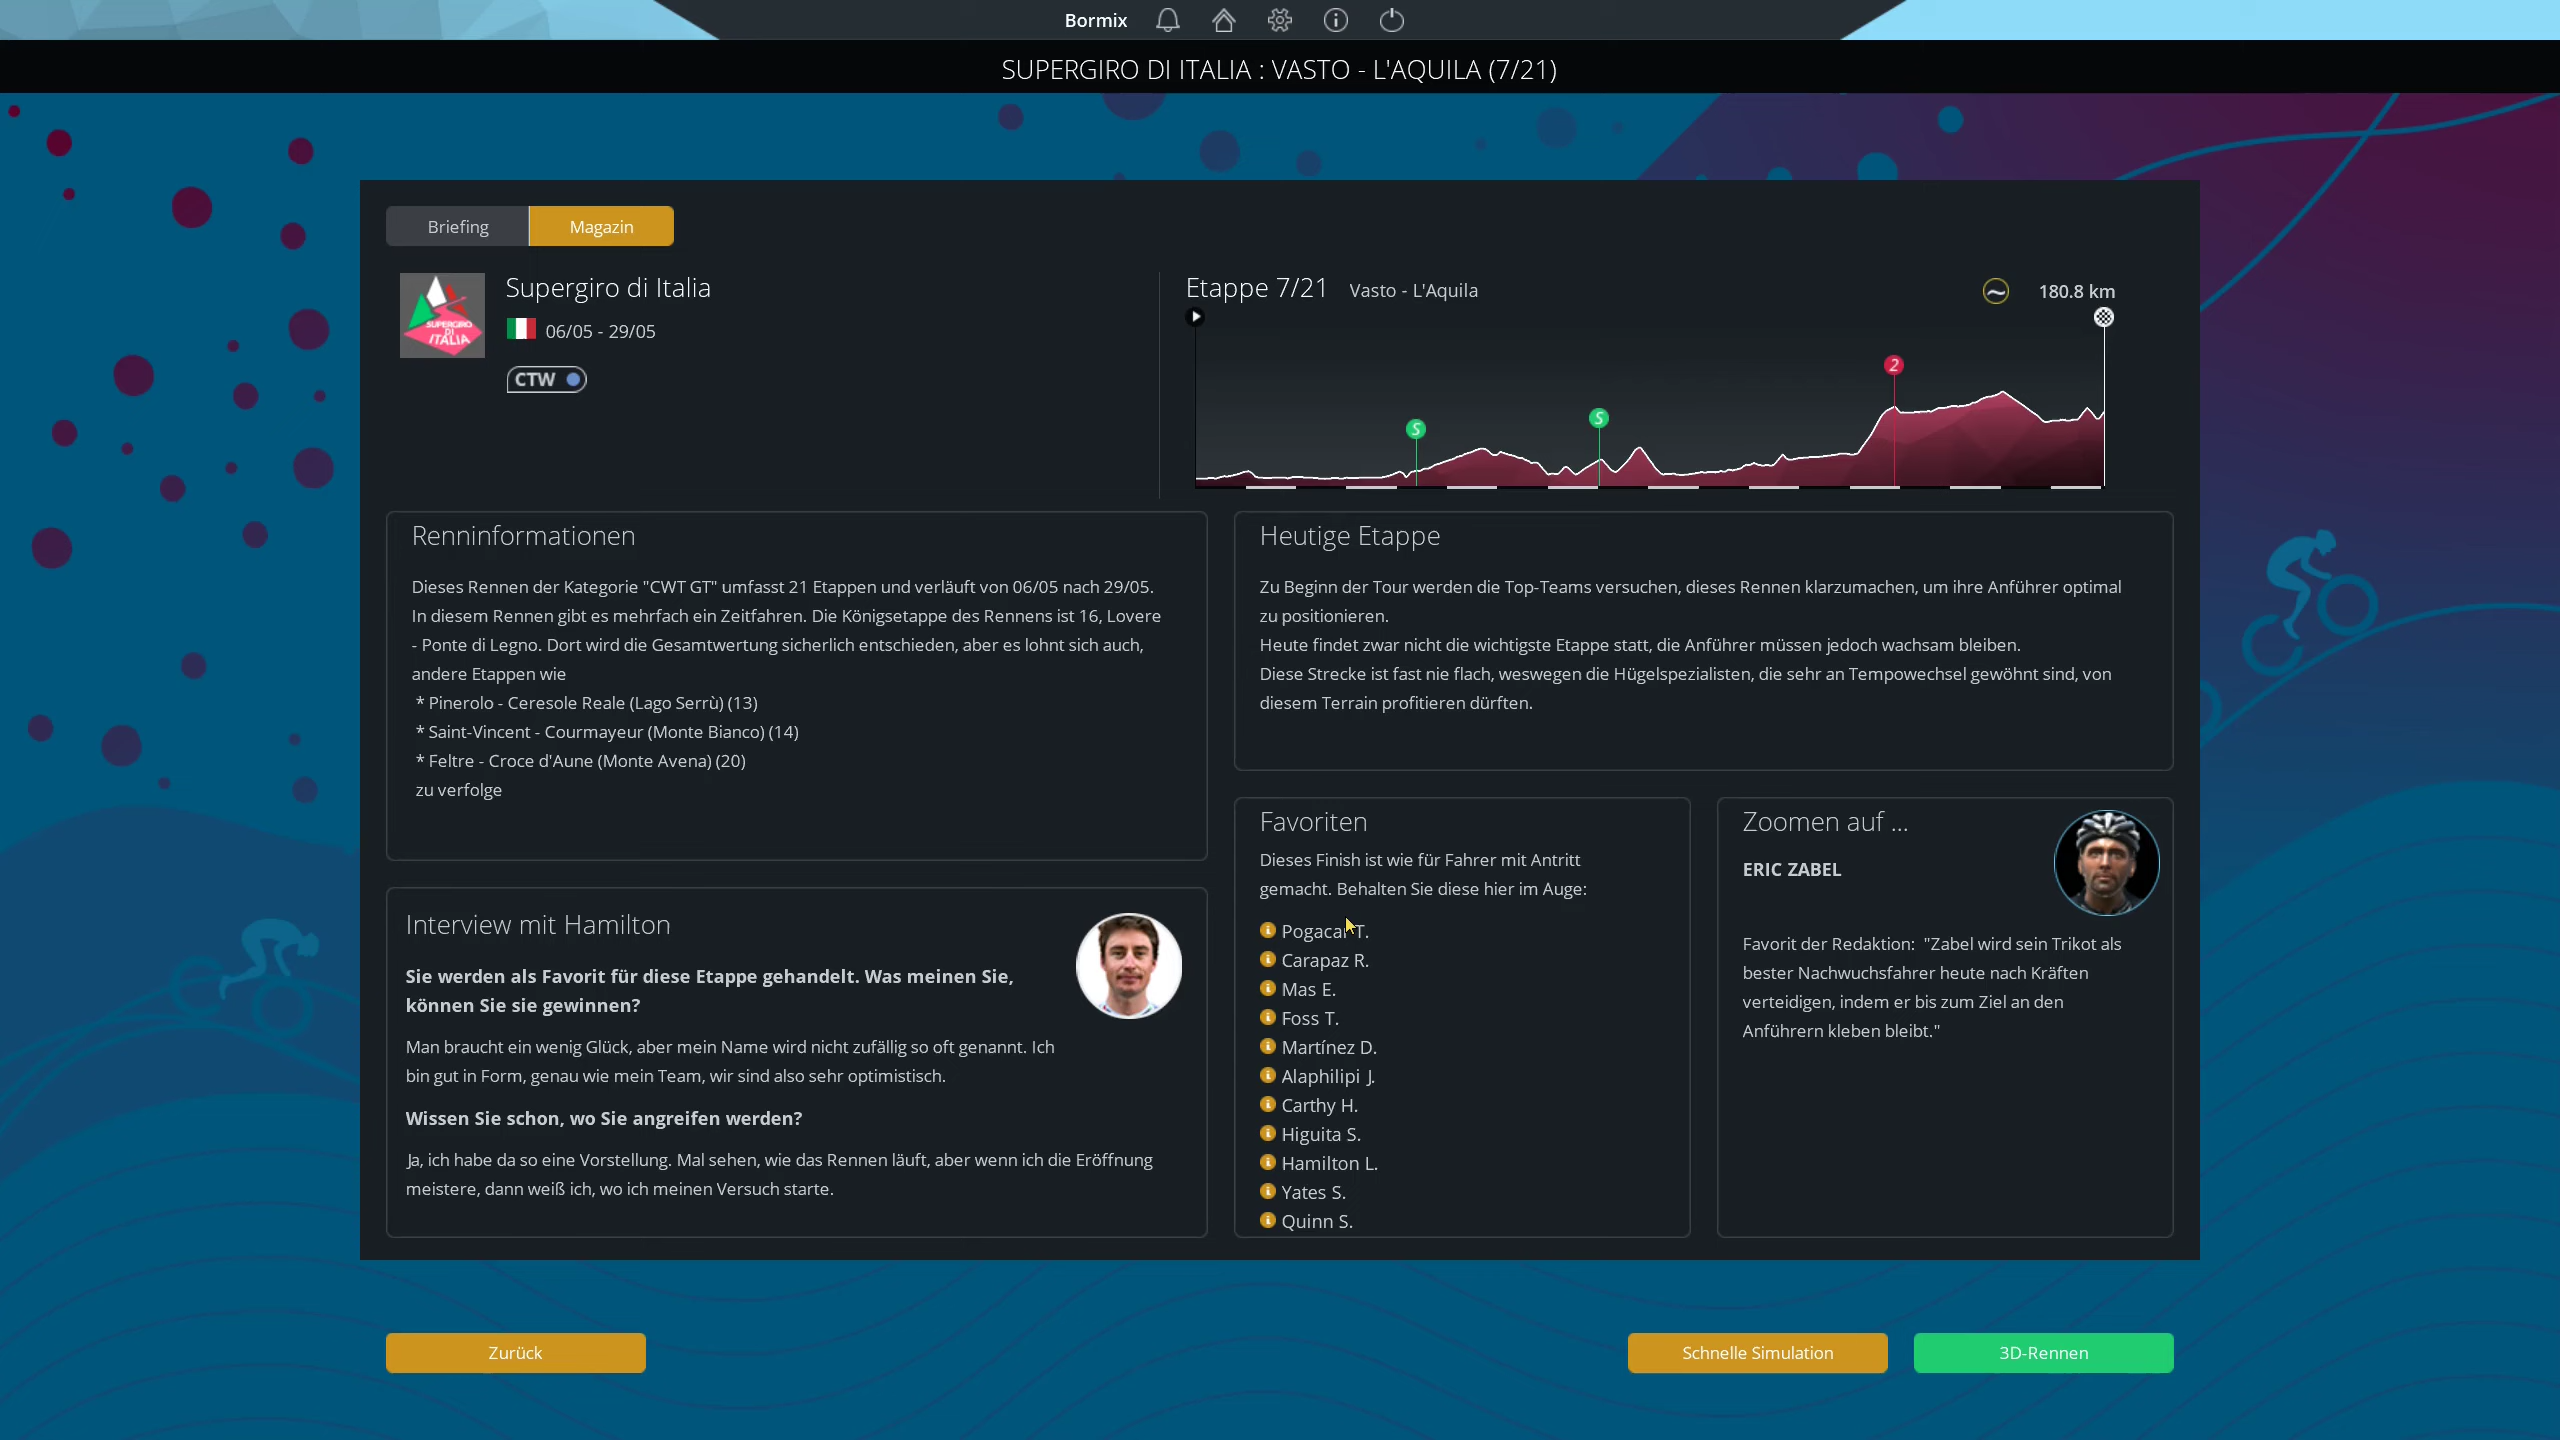 Bormix
SUPERGIRO DI ITALIA : VASTO - L'AQUILA (7/21)
Briefing
Magazin
SUPERGIRO
DI
ITALIA
Supergiro di Italia
06/05 - 29/05
CTW
Etappe 7/21
Vasto - L'Aquila
180.8 km
2
S
S
Renninformationen
Dieses Rennen der Kategorie "CWT GT" umfasst 21 Etappen und verläuft von 06/05 nach 29/05.
In diesem Rennen gibt es mehrfach ein Zeitfahren. Die Königsetappe des Rennens ist 16, Lovere
- Ponte di Legno. Dort wird die Gesamtwertung sicherlich entschieden, aber es lohnt sich auch,
andere Etappen wie
* Pinerolo - Ceresole Reale (Lago Serrù) (13)
* Saint-Vincent - Courmayeur (Monte Bianco) (14)
* Feltre - Croce d'Aune (Monte Avena) (20)
zu verfolge
Heutige Etappe
Zu Beginn der Tour werden die Top-Teams versuchen, dieses Rennen klarzumachen, um ihre Anführer optimal
zu positionieren.
Heute findet zwar nicht die wichtigste Etappe statt, die Anführer müssen jedoch wachsam bleiben.
Diese Strecke ist fast nie flach, weswegen die Hügelspezialisten, die sehr an Tempowechsel gewöhnt sind, von
diesem Terrain profitieren dürften.
Interview mit Hamilton
Sie werden als Favorit für diese Etappe gehandelt. Was meinen Sie,
können Sie sie gewinnen?
Man braucht ein wenig Glück, aber mein Name wird nicht zufällig so oft genannt. Ich
bin gut in Form, genau wie mein Team, wir sind also sehr optimistisch.
Wissen Sie schon, wo Sie angreifen werden?
Ja, ich habe da so eine Vorstellung. Mal sehen, wie das Rennen läuft, aber wenn ich die Eröffnung
meistere, dann weiß ich, wo ich meinen Versuch starte.
Favoriten
Dieses Finish ist wie für Fahrer mit Antritt
gemacht. Behalten Sie diese hier im Auge:
Pogacar T.
Carapaz R.
Mas E.
Foss T.
Martínez D.
Alaphilipi J.
Carthy H.
Higuita S.
Hamilton L.
Yates S.
Quinn S.
Zoomen auf ...
ERIC ZABEL
Favorit der Redaktion: "Zabel wird sein Trikot als
bester Nachwuchsfahrer heute nach Kräften
verteidigen, indem er bis zum Ziel an den
Anführern kleben bleibt."
Zurück
Schnelle Simulation
3D-Rennen